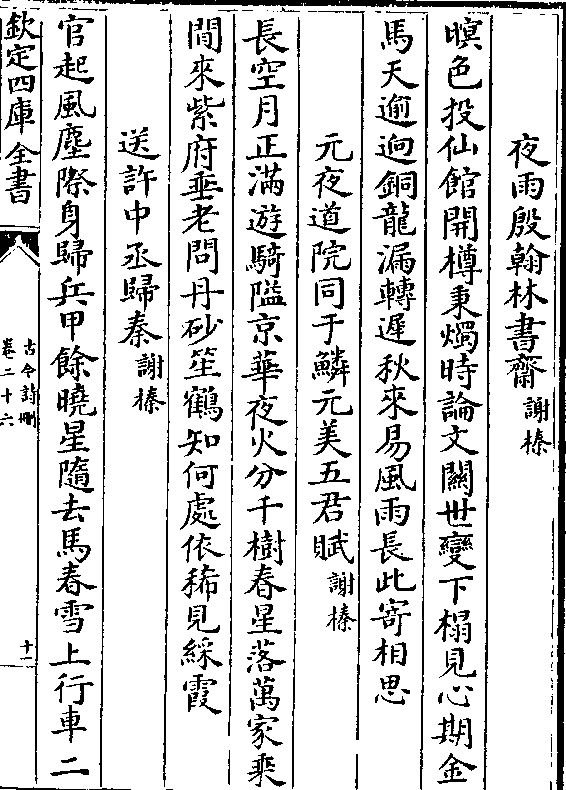 夜雨殷翰林書齋 謝榛
暝色投仙館開樽秉燭時論文關世變下榻見心期金
馬天逾迥銅龍漏轉遲秋來易風雨長此寄相思
元夜道院同于鱗元美五君賦 謝榛
長空月正滿遊騎隘京華夜火分千樹春星落萬家乘
間來紫府垂老問丹砂笙鶴知何處依稀見綵霞
送許中丞歸秦 謝榛
官起風塵際身歸兵甲餘曉星隨去馬春雪上行車二
欽定四庫全書
古今詩刪
卷二十六
十一